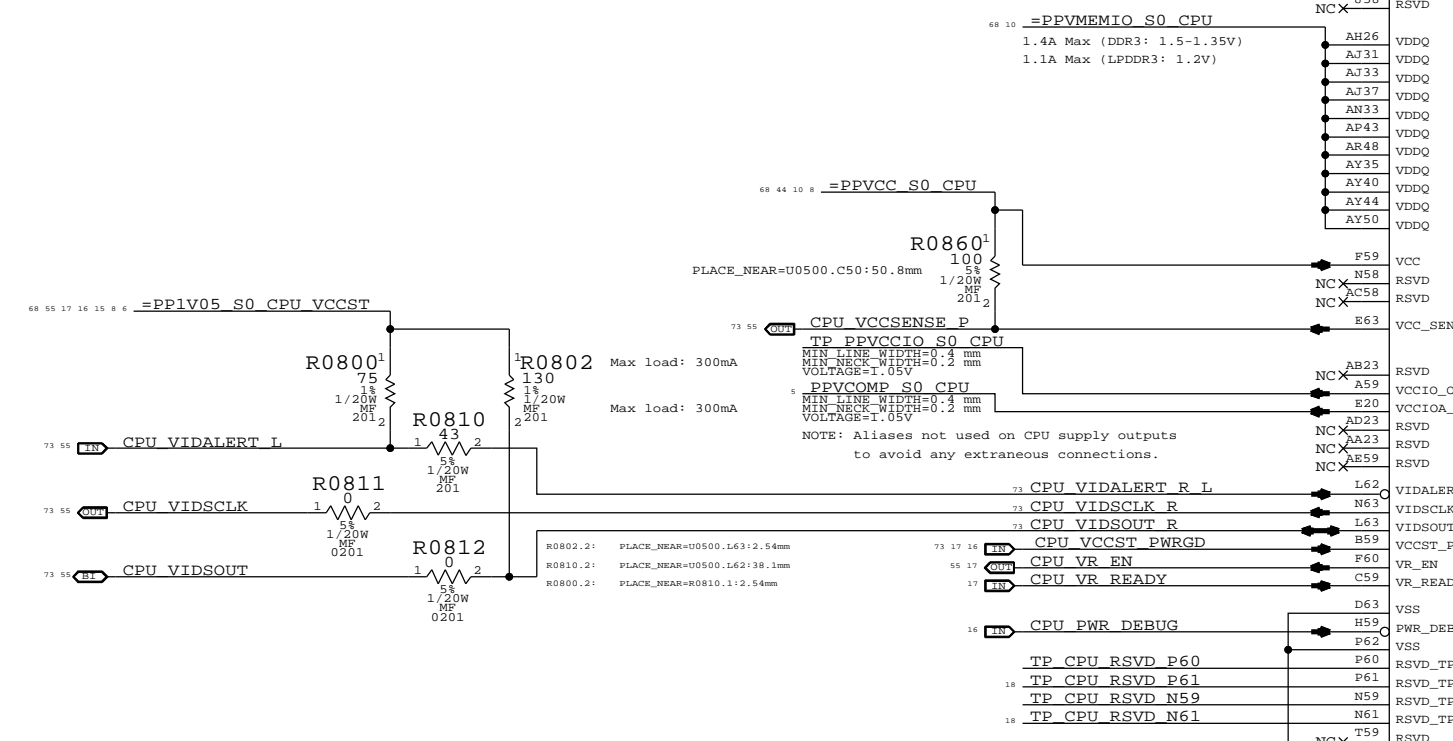 NC RSVD
68 10 =PPVMEMIO_S0_CPU
1.4A Max (DDR3: 1.5-1.35V)
1.1A Max (LPDDR3: 1.2V)
AH26 VDDQ
AJ31 VDDQ
AJ33 VDDQ
AJ37 VDDQ
AN33 VDDQ
AP43 VDDQ
AR48 VDDQ
AY35 VDDQ
AY40 VDDQ
AY44 VDDQ
AY50 VDDQ
68 44 10 8 =PPVCC_S0_CPU
R0860 1
100
5%
1/20W
MF
201 2
PLACE_NEAR=U0500.C50:50.8mm
F59 VCC
NC N58 RSVD
NC AC58 RSVD
68 55 17 16 15 8 6 =PP1V05_S0_CPU_VCCST
73 55 OUT CPU_VCCSENSE_P
E63 VCC_SEN
TP_PPVCCIO_S0_CPU
MIN_LINE_WIDTH=0.4 mm
MIN_NECK_WIDTH=0.2 mm
VOLTAGE=1.05V
NC AB23 RSVD
A59 VCCIO_O
5 PPVCOMP_S0_CPU
MIN_LINE_WIDTH=0.4 mm
MIN_NECK_WIDTH=0.2 mm
VOLTAGE=1.05V
E20 VCCIOA_
NC AD23 RSVD
NC AA23 RSVD
NC AE59 RSVD
NOTE: Aliases not used on CPU supply outputs
to avoid any extraneous connections.
R0800 1
75
1%
1/20W
MF
201 2
1 R0802
130
1%
1/20W
MF
2 201
Max load: 300mA
Max load: 300mA
R0810
43
1 2
5%
1/20W
MF
201
73 55 IN CPU_VIDALERT_L
R0811
0
1 2
5%
1/20W
MF
0201
73 55 OUT CPU_VIDSCLK
R0812
0
1 2
5%
1/20W
MF
0201
73 55 BI CPU_VIDSOUT
R0802.2: PLACE_NEAR=U0500.L63:2.54mm
R0810.2: PLACE_NEAR=U0500.L62:38.1mm
R0800.2: PLACE_NEAR=R0810.1:2.54mm
73 CPU_VIDALERT_R_L L62 VIDALER
73 CPU_VIDSCLK_R N63 VIDSCLK
73 CPU_VIDSOUT_R L63 VIDSOUT
73 17 16 IN CPU_VCCST_PWRGD B59 VCCST_P
55 17 OUT CPU_VR_EN F60 VR_EN
17 IN CPU_VR_READY C59 VR_READ
D63 VSS
16 IN CPU_PWR_DEBUG H59 PWR_DEB
P62 VSS
TP_CPU_RSVD_P60 P60 RSVD_TP
18 TP_CPU_RSVD_P61 P61 RSVD_TP
TP_CPU_RSVD_N59 N59 RSVD_TP
18 TP_CPU_RSVD_N61 N61 RSVD_TP
NC T59 RSVD